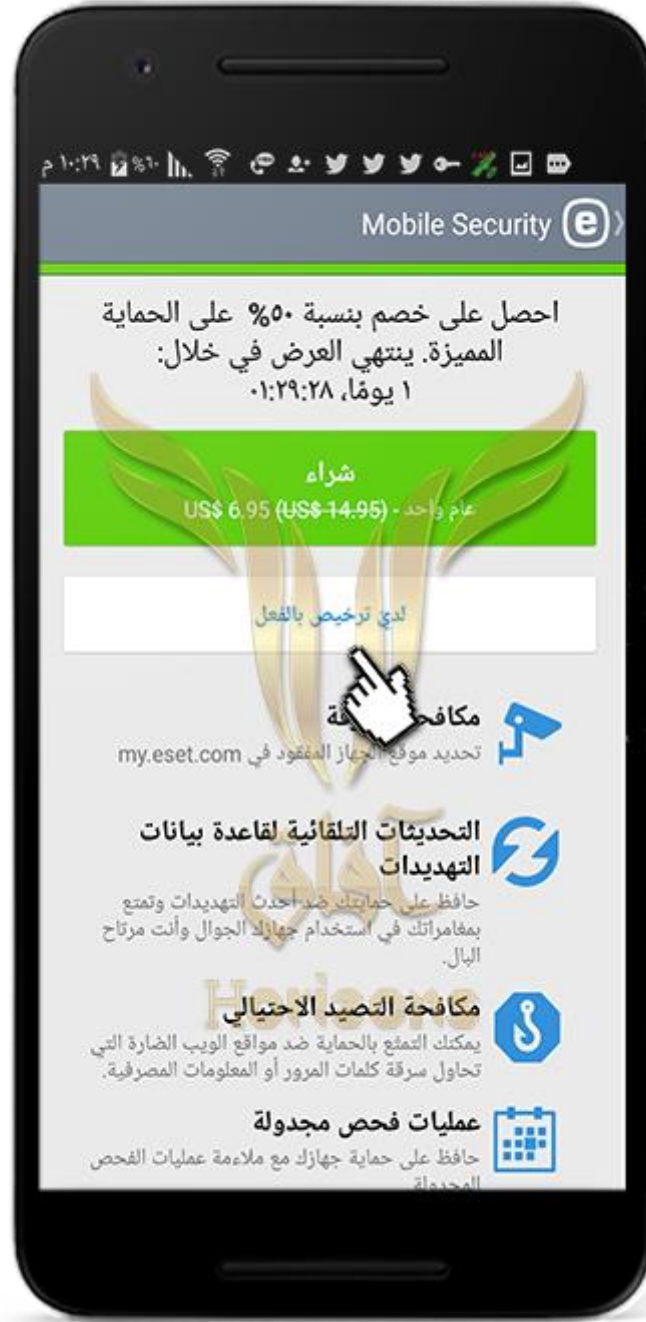 ١٠:٢٩ م ٦٠%
Mobile Security
احصل على خصم بنسبة ٥٠% على الحماية
المميزة. ينتهي العرض في خلال:
١ يومًا، ٠١:٢٩:٢٨
شراء
عام واحد - US$ 6.95 (US$ 14.95)
لديّ ترخيص بالفعل
تحديد موقع الجهاز المفقود في my.eset.com
التحديثات التلقائية لقاعدة بيانات
التهديدات
حافظ على حمايتك ضد أحدث التهديدات وتمتع
بمغامراتك في استخدام جهازك الجوال وأنت مرتاح
البال.
آفاق
Horizons
مكافحة التصيد الاحتيالي
يمكنك التمتّع بالحماية ضد مواقع الويب الضارة التي
تحاول سرقة كلمات المرور أو المعلومات المصرفية.
عمليات فحص مجدولة
حافظ على حماية جهازك مع ملاءمة عمليات الفحص
المجدولة